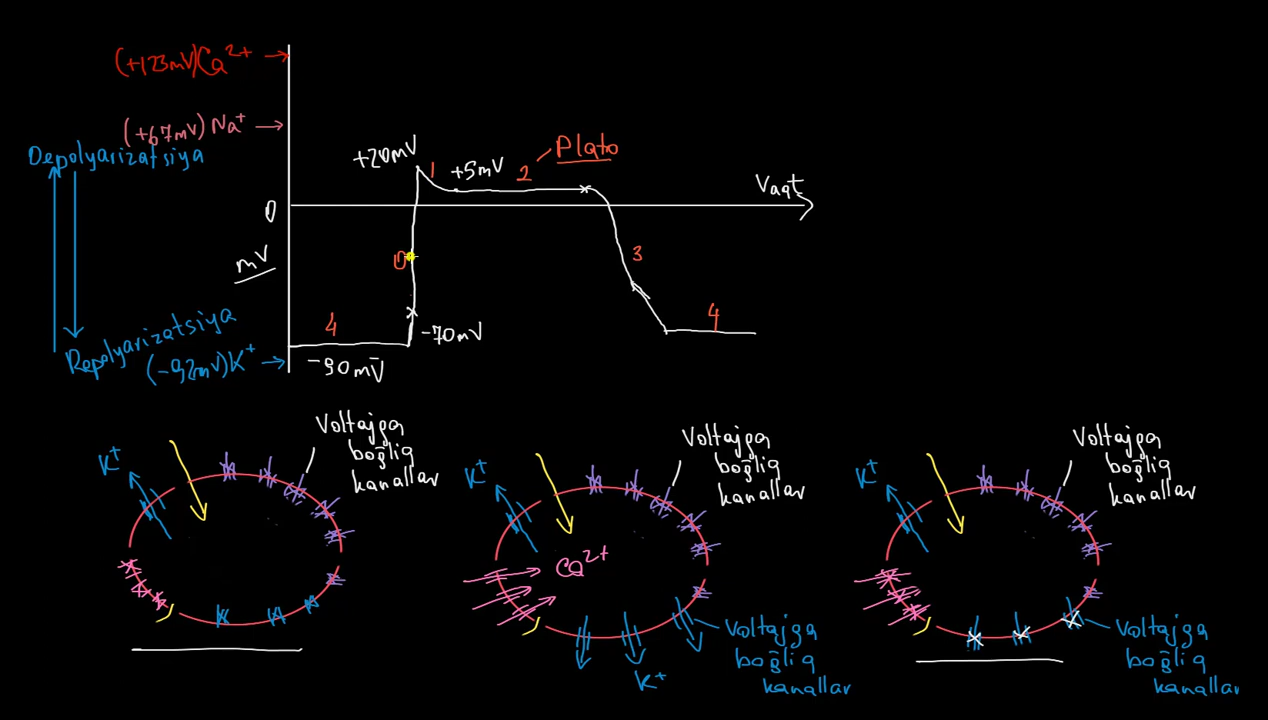 (+123mV)Ca²⁺
(+67mV) Na⁺
Depolyarizatsiya
+20mV
1
+5mV
2
Plato
Vaqt
0
mV
0
3
4
-70mV
4
Repolyarizatsiya
(-92mV)K⁺
-90mV
K⁺
Voltajga
bog̃liq
kanallar
K⁺
Voltajga
bog̃liq
kanallar
Ca²⁺
K⁺
Voltajga
bog̃liq
kanallar
K⁺
Voltajga
bog̃liq
kanallar
Voltajga
bog̃liq
kanallar